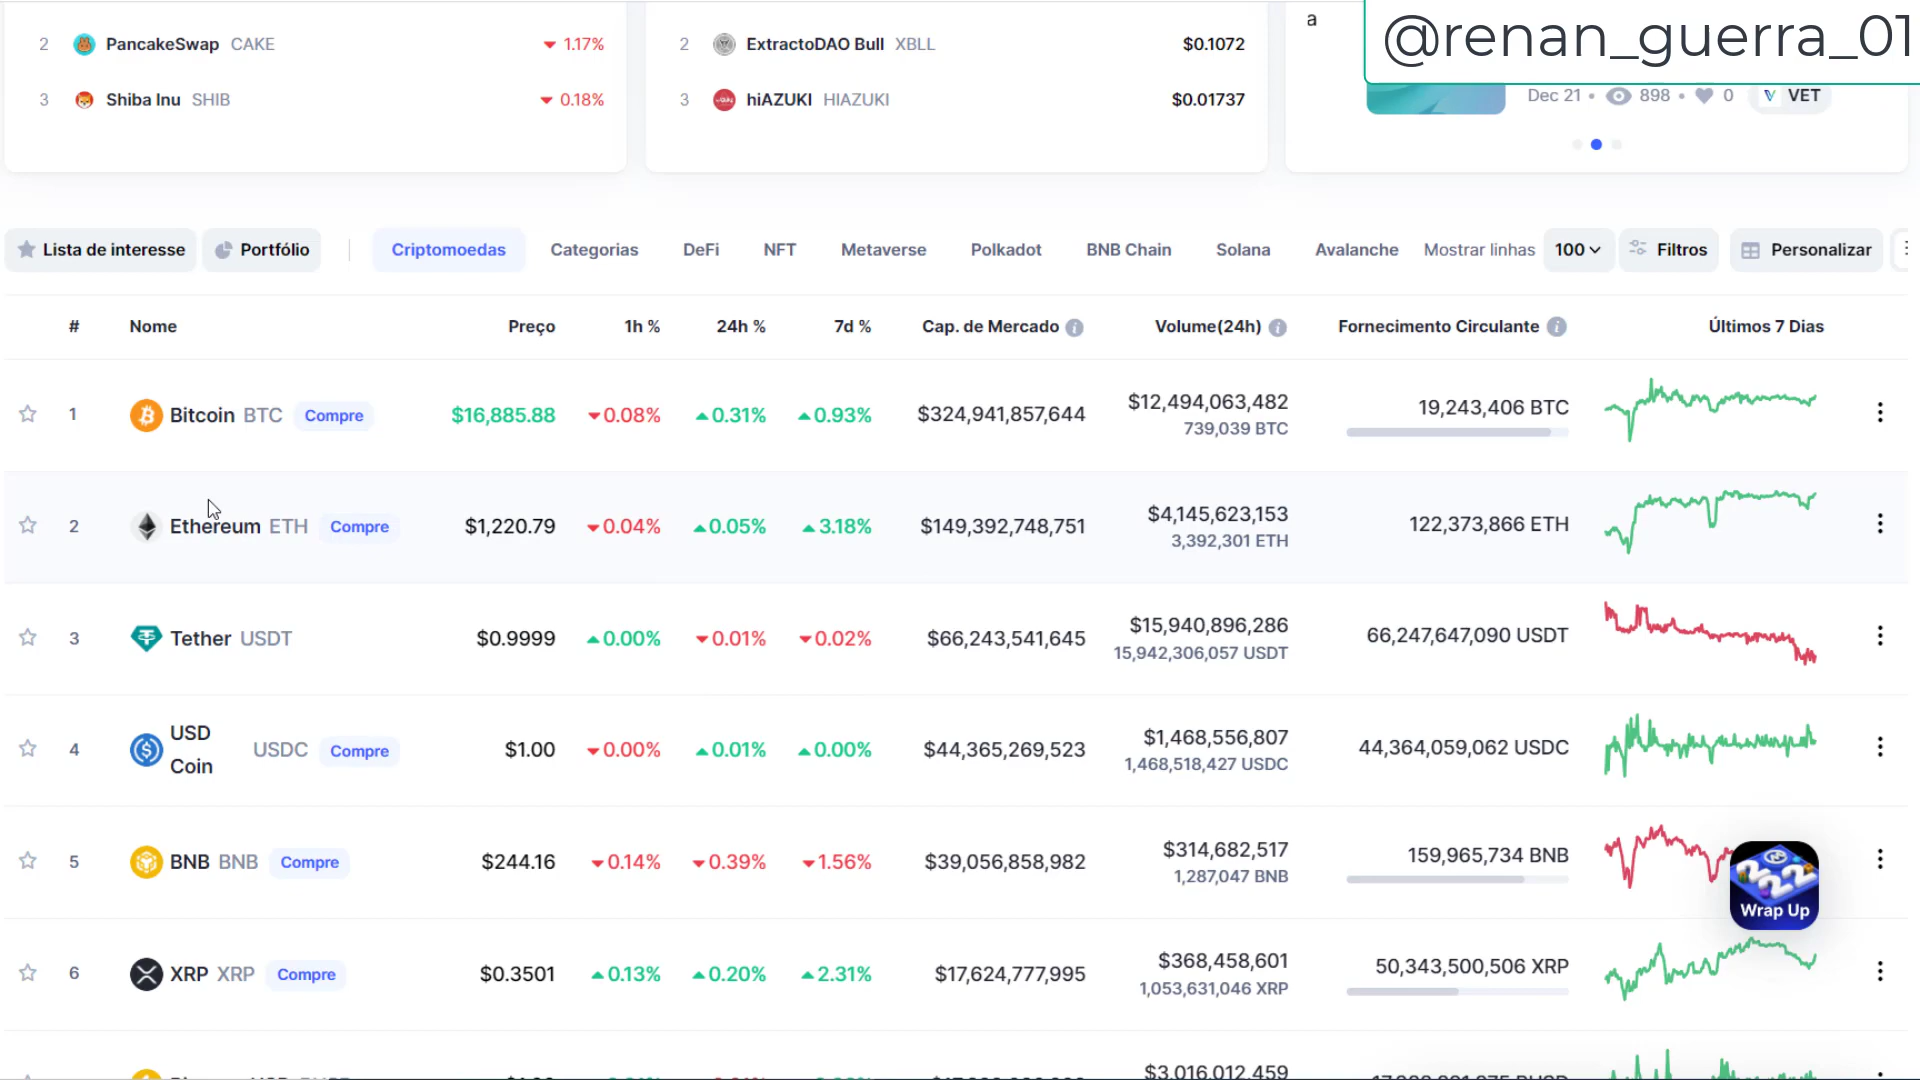 2 PancakeSwap CAKE 1.17%
3 Shiba Inu SHIB 0.18%
2 ExtractoDAO Bull XBLL $0.1072
3 hiAZUKI HIAZUKI $0.01737
a
@renan_guerra_01
Dec 21 • 898 • 0 VET
Lista de interesse Portfólio Criptomoedas Categorias DeFi NFT Metaverse Polkadot BNB Chain Solana Avalanche Mostrar linhas 100 Filtros Personalizar
# Nome Preço 1h % 24h % 7d % Cap. de Mercado Volume(24h) Fornecimento Circulante Últimos 7 Dias
1 Bitcoin BTC Compre $16,885.88 0.08% 0.31% 0.93% $324,941,857,644 $12,494,063,482 19,243,406 BTC
739,039 BTC
2 Ethereum ETH Compre $1,220.79 0.04% 0.05% 3.18% $149,392,748,751 $4,145,623,153 122,373,866 ETH
3,392,301 ETH
3 Tether USDT $0.9999 0.00% 0.01% 0.02% $66,243,541,645 $15,940,896,286 66,247,647,090 USDT
15,942,306,057 USDT
4 USD Coin USDC Compre $1.00 0.00% 0.01% 0.00% $44,365,269,523 $1,468,556,807 44,364,059,062 USDC
1,468,518,427 USDC
5 BNB BNB Compre $244.16 0.14% 0.39% 1.56% $39,056,858,982 $314,682,517 159,965,734 BNB
1,287,047 BNB
2022
Wrap Up
6 XRP XRP Compre $0.3501 0.13% 0.20% 2.31% $17,624,777,995 $368,458,601 50,343,500,506 XRP
1,053,631,046 XRP
$3,016,012,459